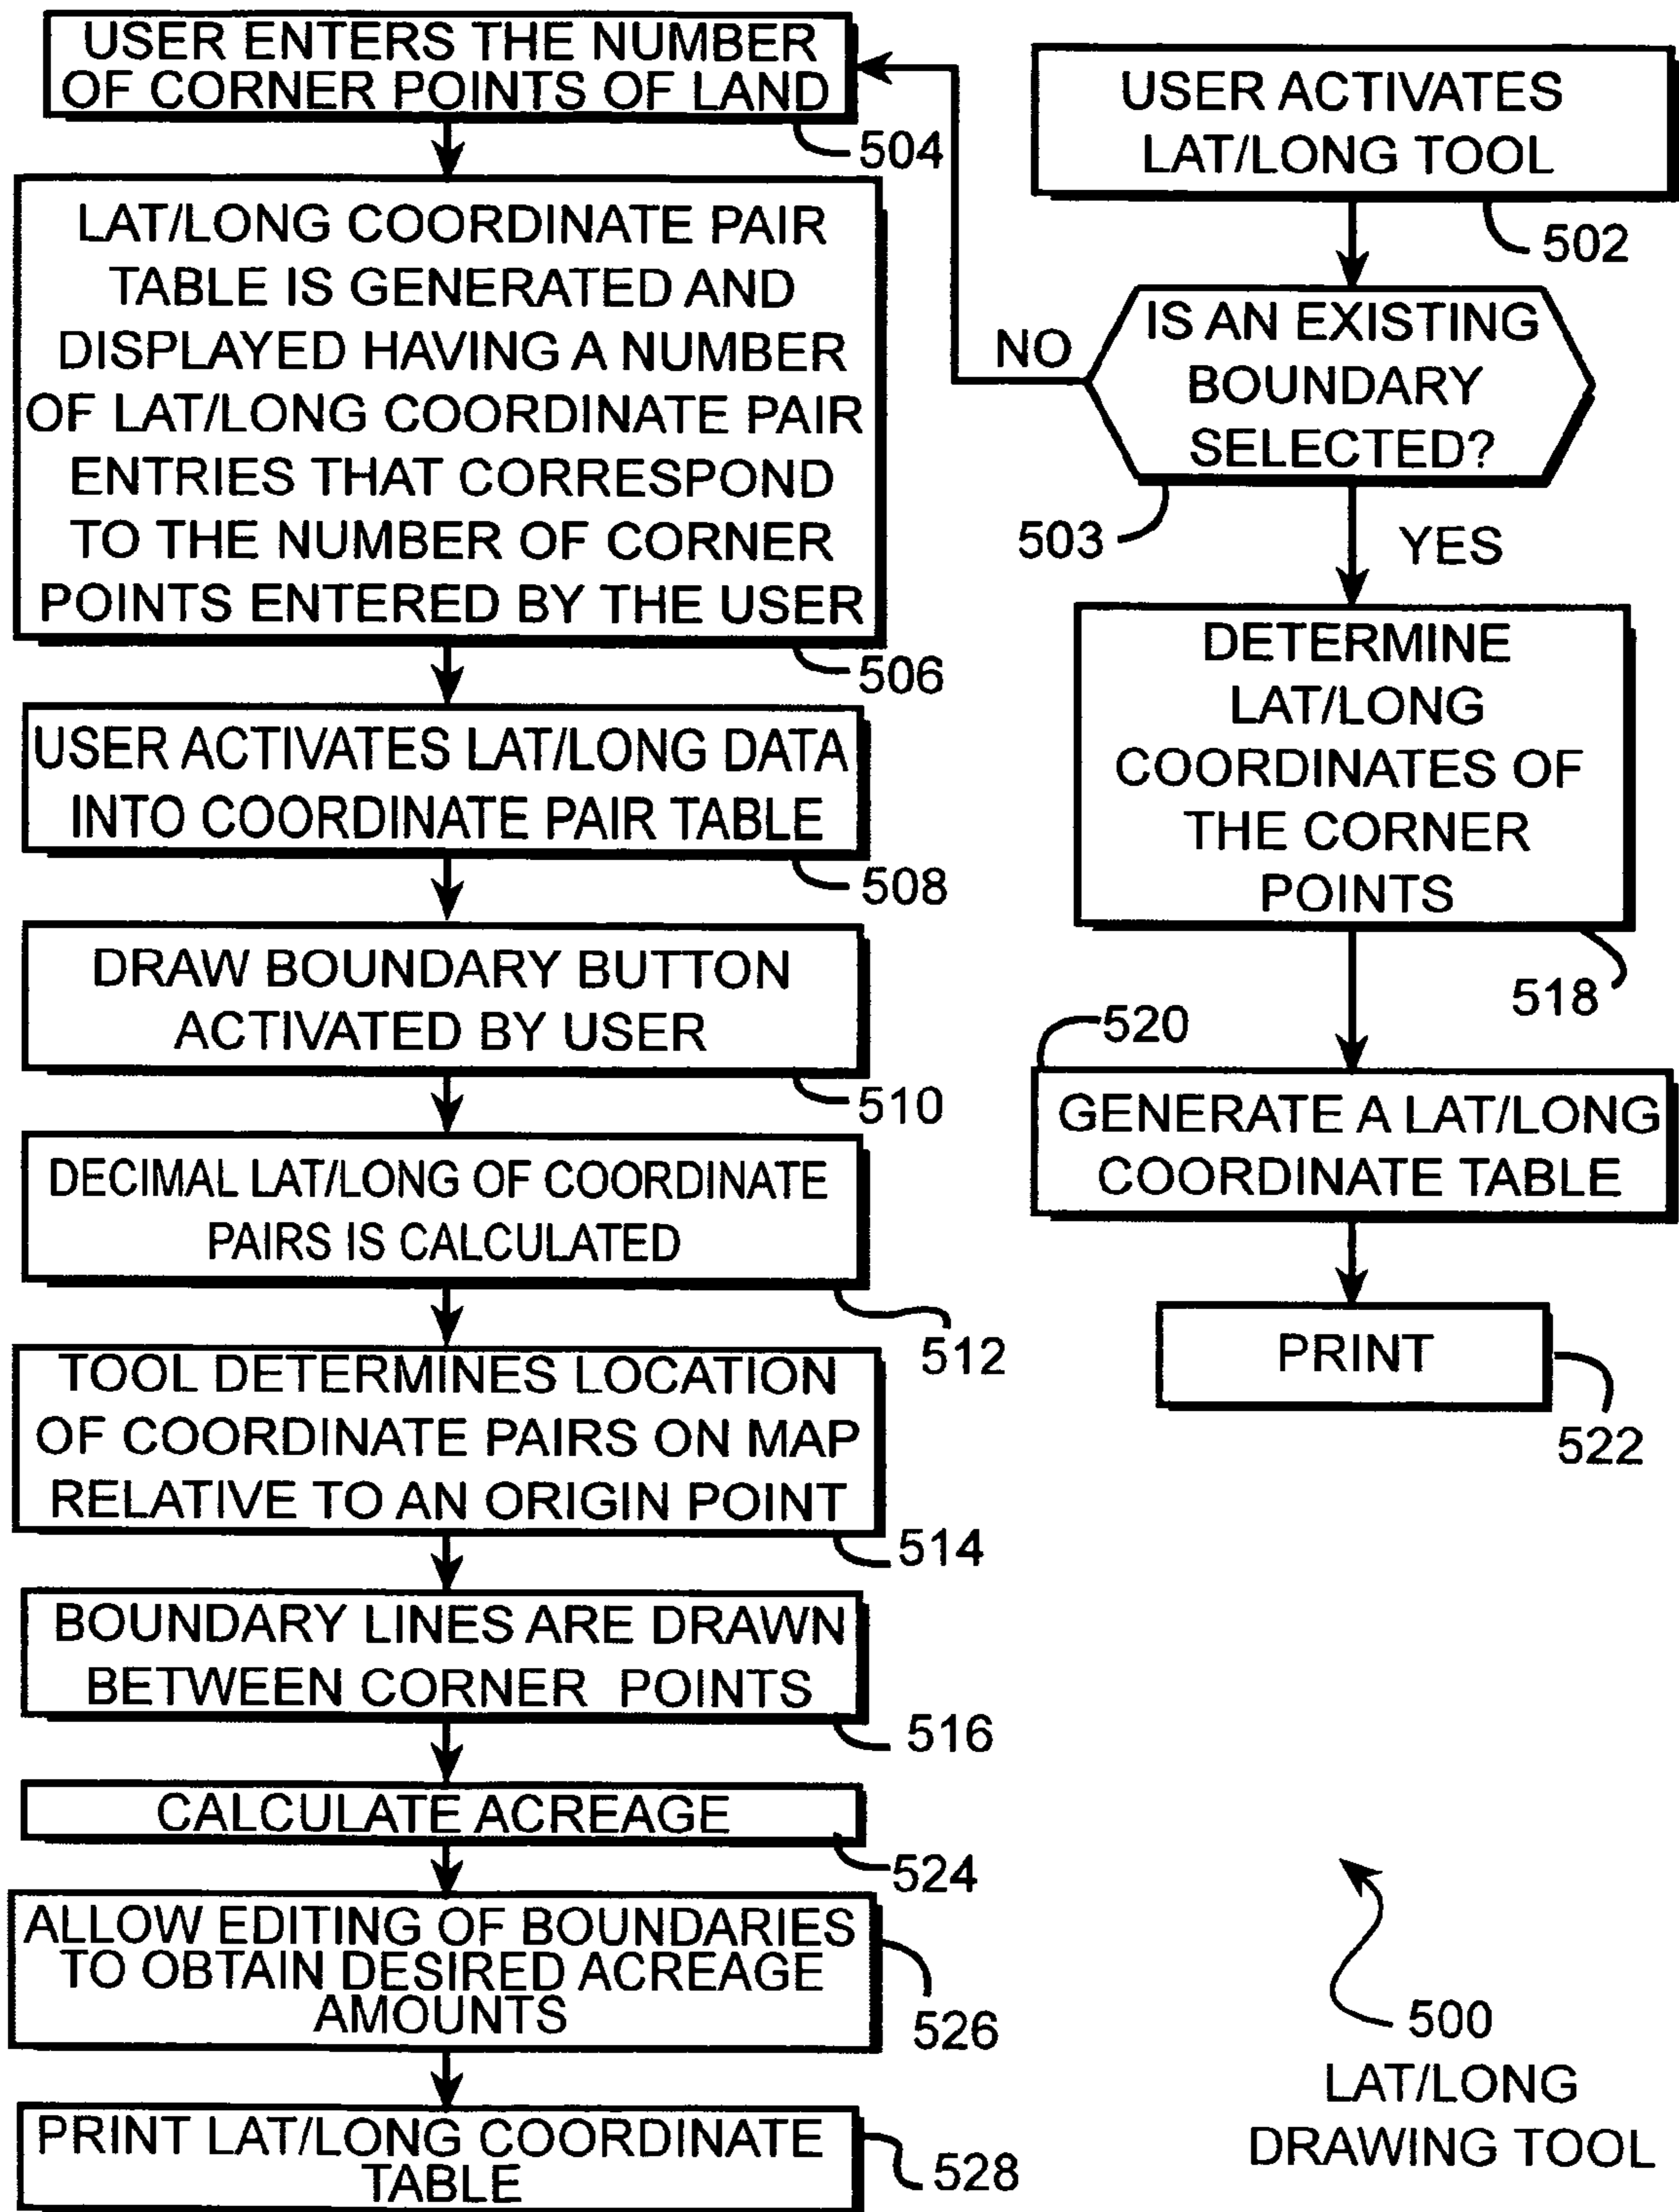 USER ENTERS THE NUMBER
OF CORNER POINTS OF LAND
504
LAT/LONG COORDINATE PAIR
TABLE IS GENERATED AND
DISPLAYED HAVING A NUMBER
OF LAT/LONG COORDINATE PAIR
ENTRIES THAT CORRESPOND
TO THE NUMBER OF CORNER
POINTS ENTERED BY THE USER
506
USER ACTIVATES LAT/LONG DATA
INTO COORDINATE PAIR TABLE
508
DRAW BOUNDARY BUTTON
ACTIVATED BY USER
510
DECIMAL LAT/LONG OF COORDINATE
PAIRS IS CALCULATED
512
TOOL DETERMINES LOCATION
OF COORDINATE PAIRS ON MAP
RELATIVE TO AN ORIGIN POINT
514
BOUNDARY LINES ARE DRAWN
BETWEEN CORNER POINTS
516
CALCULATE ACREAGE
524
ALLOW EDITING OF BOUNDARIES
TO OBTAIN DESIRED ACREAGE
AMOUNTS
526
PRINT LAT/LONG COORDINATE
TABLE
528
USER ACTIVATES
LAT/LONG TOOL
502
IS AN EXISTING
BOUNDARY
SELECTED?
NO
503
YES
DETERMINE
LAT/LONG
COORDINATES OF
THE CORNER
POINTS
518
520
GENERATE A LAT/LONG
COORDINATE TABLE
PRINT
522
500
LAT/LONG
DRAWING TOOL